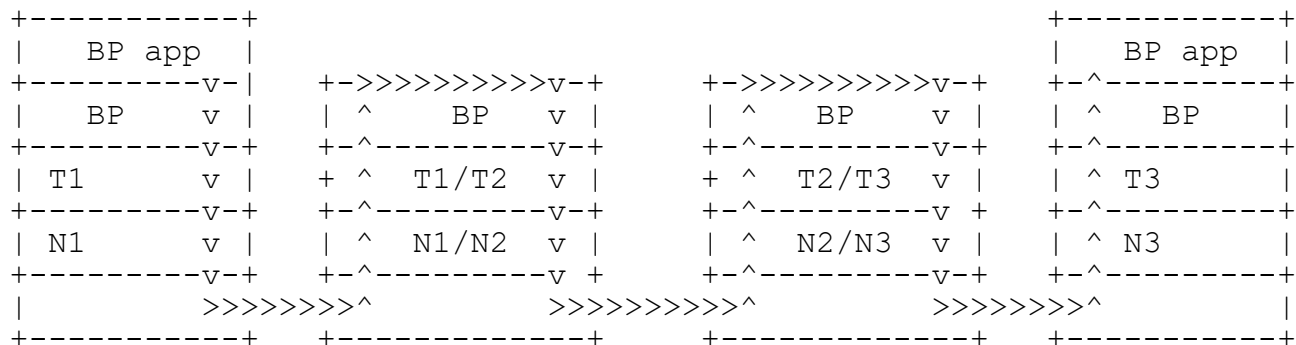 +-----------+                                         +-----------+
|   BP app  |                                         |   BP app  |
+---------v-|   +->>>>>>>>>>v-+     +->>>>>>>>>>v-+   +-^---------+
|   BP    v |   | ^    BP   v |     | ^   BP    v |   | ^   BP    |
+---------v-+   +-^---------v-+     +-^---------v-+   +-^---------+
| T1      v |   + ^  T1/T2  v |     + ^  T2/T3  v |   | ^ T3      |
+---------v-+   +-^---------v-+     +-^---------v +   +-^---------+
| N1      v |   | ^  N1/N2  v |     | ^  N2/N3  v |   | ^ N3      |
+---------v-+   +-^---------v +     +-^---------v-+   +-^---------+
|         >>>>>>>>^         >>>>>>>>>>^         >>>>>>>>^         |
+-----------+   +-------------+     +-------------+   +-----------+